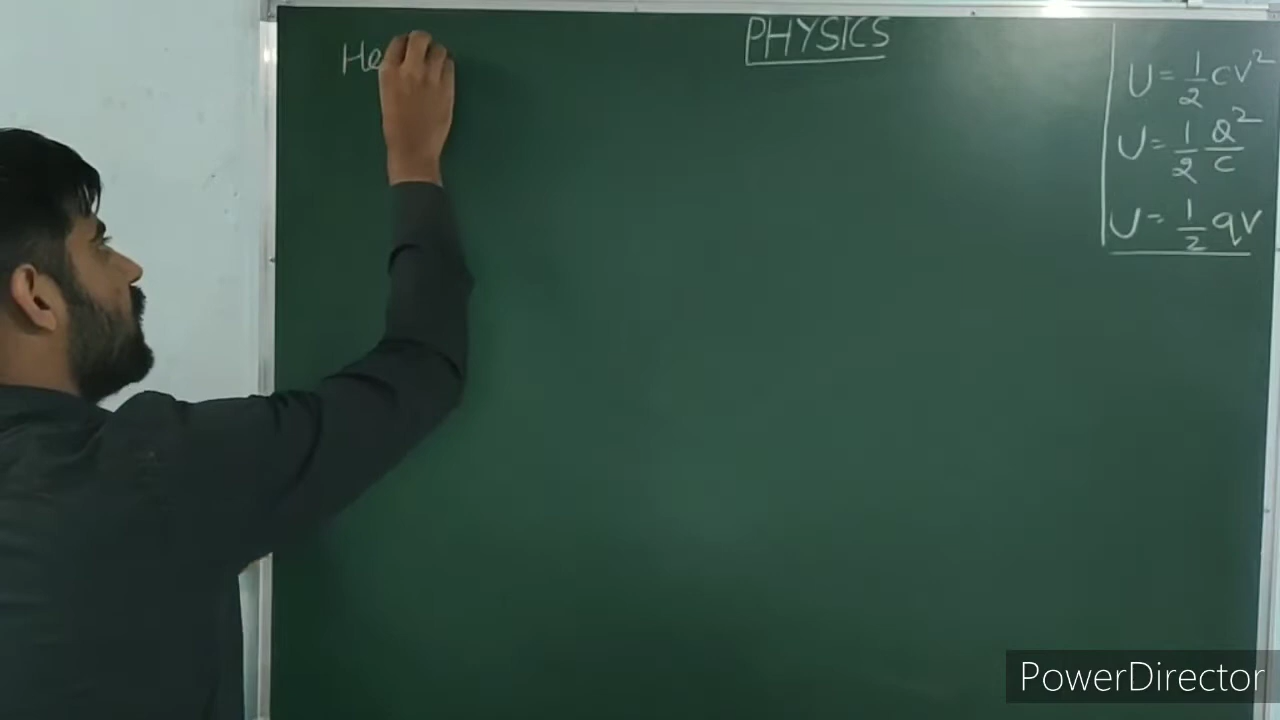 He
PHYSICS
U = 1/2 CV²
U = 1/2 Q²/C
U = 1/2 qV
PowerDirector